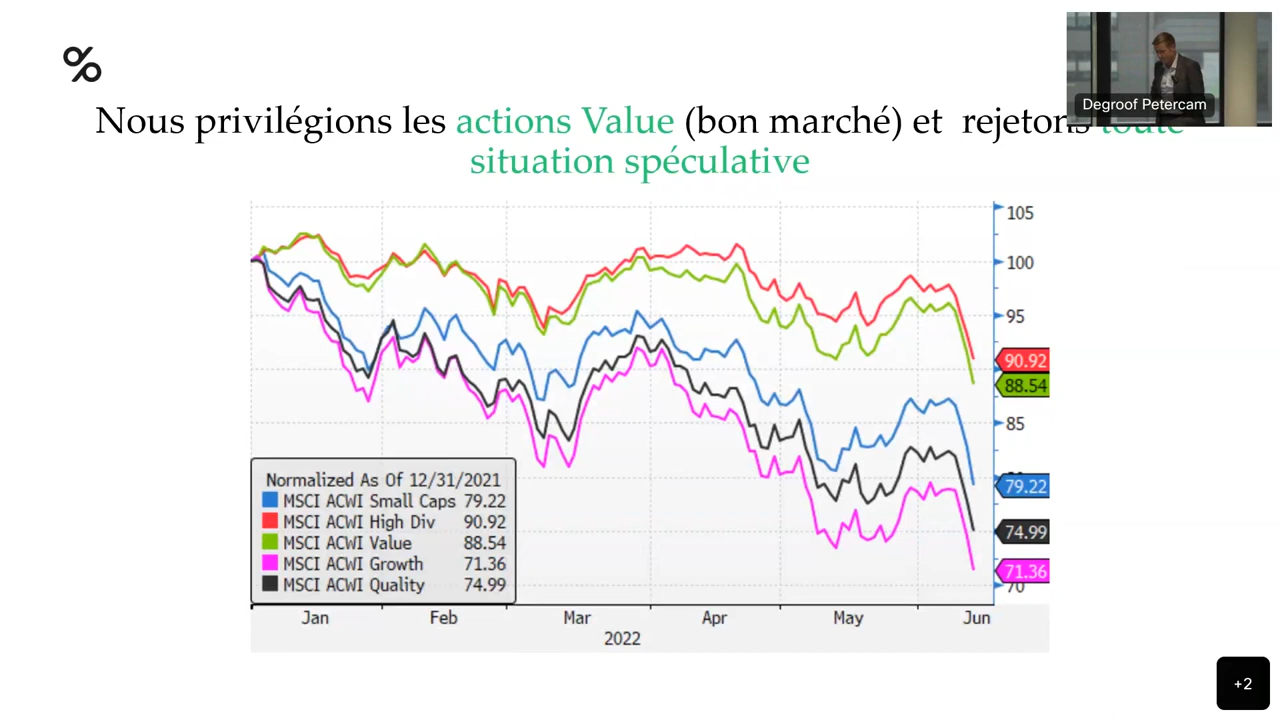 %
Degroof Petercam
Nous privilégions les actions Value (bon marché) et rejetons toute
situation spéculative
105
100
95
90.92
88.54
85
79.22
74.99
71.36
70
Normalized As Of 12/31/2021
MSCI ACWI Small Caps 79.22
MSCI ACWI High Div 90.92
MSCI ACWI Value 88.54
MSCI ACWI Growth 71.36
MSCI ACWI Quality 74.99
Jan Feb Mar Apr May Jun
2022
+2